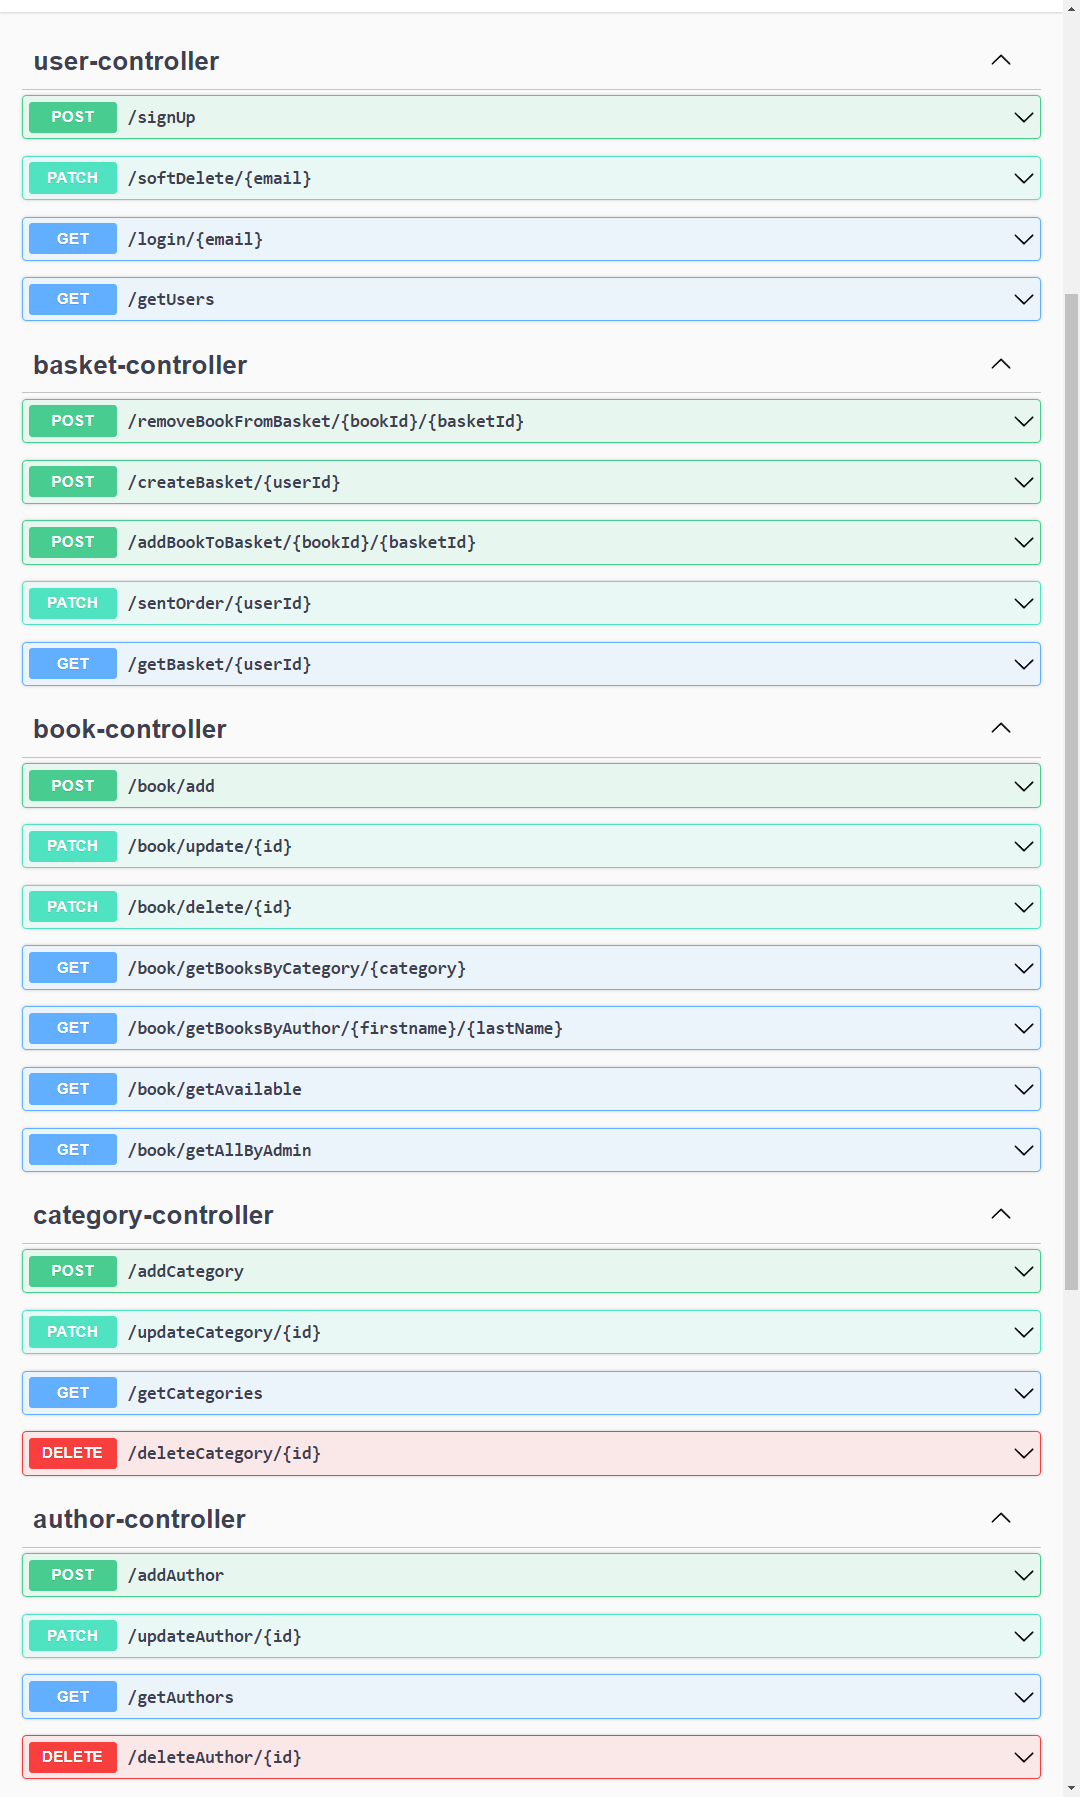 user-controller
POST /signUp
PATCH /softDelete/{email}
GET /login/{email}
GET /getUsers
basket-controller
POST /removeBookFromBasket/{bookId}/{basketId}
POST /createBasket/{userId}
POST /addBookToBasket/{bookId}/{basketId}
PATCH /sentOrder/{userId}
GET /getBasket/{userId}
book-controller
POST /book/add
PATCH /book/update/{id}
PATCH /book/delete/{id}
GET /book/getBooksByCategory/{category}
GET /book/getBooksByAuthor/{firstname}/{lastName}
GET /book/getAvailable
GET /book/getAllByAdmin
category-controller
POST /addCategory
PATCH /updateCategory/{id}
GET /getCategories
DELETE /deleteCategory/{id}
author-controller
POST /addAuthor
PATCH /updateAuthor/{id}
GET /getAuthors
DELETE /deleteAuthor/{id}